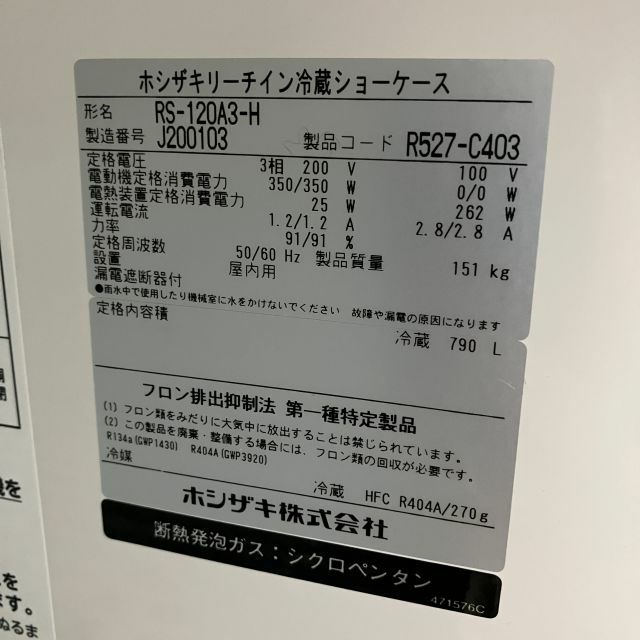 ホシザキリーチイン冷蔵ショーケース
形名 RS-120A3-H
製造番号 J200103 製品コード R527-C403
定格電圧 3相 200 V 100 V
電動機定格消費電力 350/350 W 0/0 W
電熱装置定格消費電力 25 W 262 W
運転電流 1.2/1.2 A 2.8/2.8 A
力率 91/91 %
定格周波数 50/60 Hz 製品質量 151 kg
設置 屋内用
漏電遮断器付
●雨水中で使用したり機械室に水をかけないでください 故障や漏電の原因になります
定格内容積
冷蔵 790 L
フロン排出抑制法 第一種特定製品
(1) フロン類をみだりに大気中に放出することは禁じられています。
(2) この製品を廃棄・整備する場合には、フロン類の回収が必要です。
R134a(GWP1430) R404A(GWP3920)
冷媒
冷蔵 HFC R404A/270g
ホシザキ株式会社
断熱発泡ガス：シクロペンタン
471576C
を
を
ます。
ぬるま